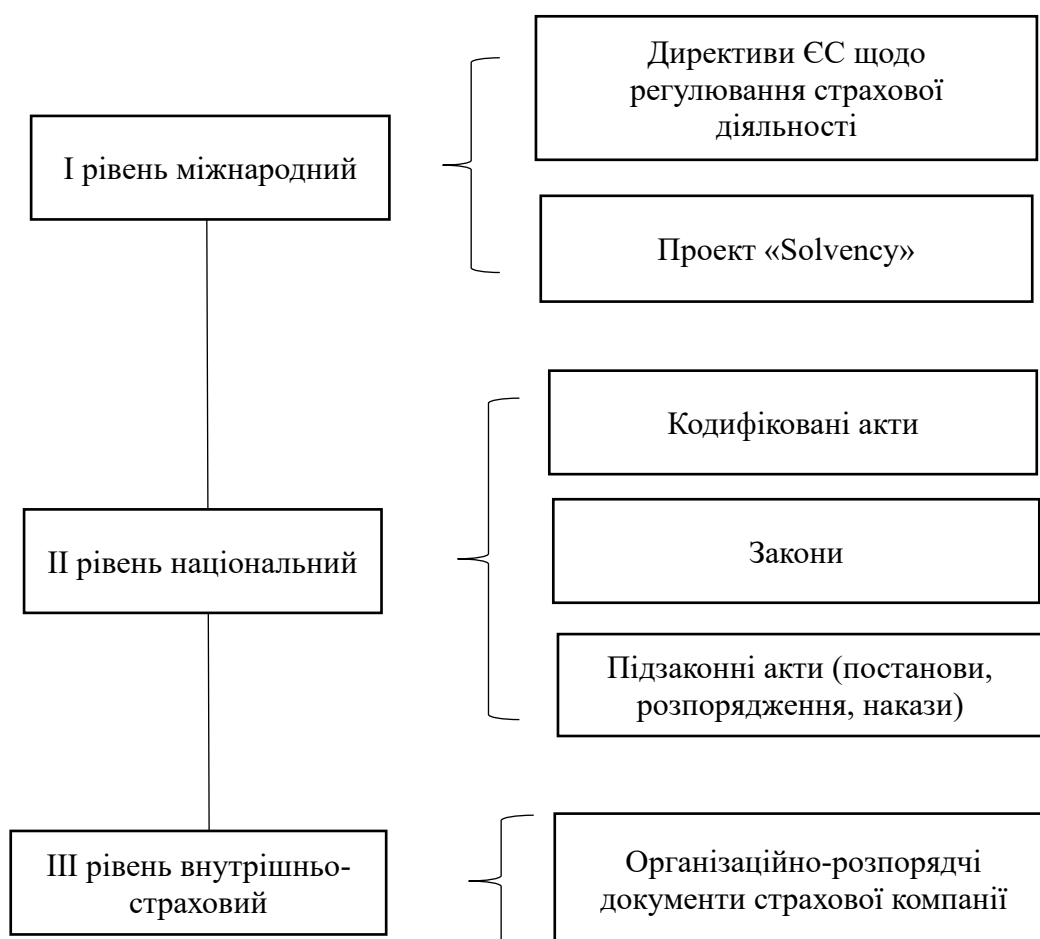 І рівень міжнародний
Директиви ЄС щодо
регулювання страхової
діяльності
Проект «Solvency»
ІІ рівень національний
Кодифіковані акти
Закони
Підзаконні акти (постанови,
розпорядження, накази)
ІІІ рівень внутрішньо-
страховий
Організаційно-розпорядчі
документи страхової компанії